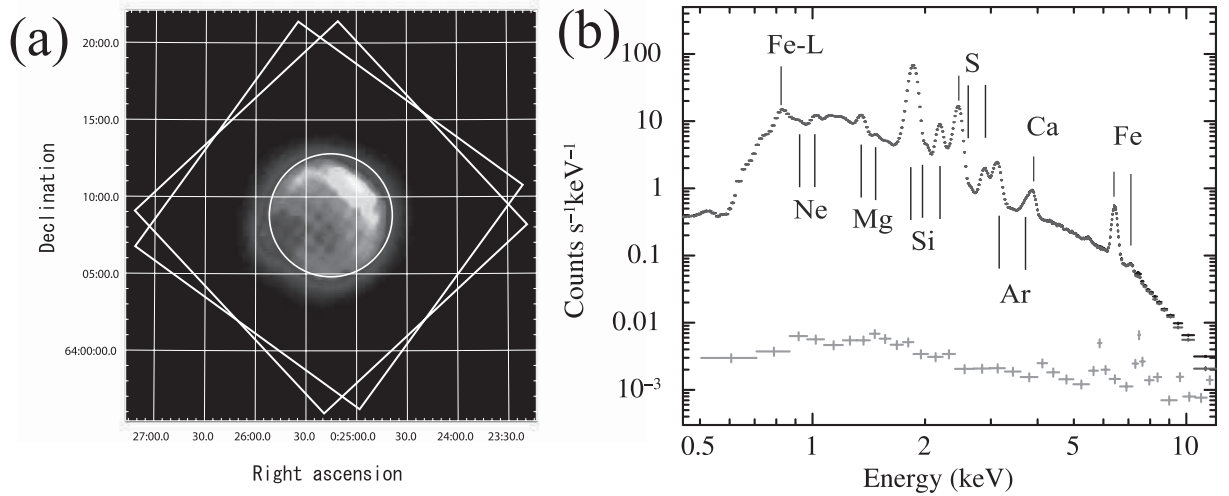 (a)
20:00.0
15:00.0
10:00.0
05:00.0
64:00:00.0
Declination
27:00.0 30.0 26:00.0 30.0 0:25:00.0 30.0 24:00.0 23:30.0
Right ascension
(b)
100
10
1
0.1
0.01
10⁻³
Counts s⁻¹keV⁻¹
Fe-L
S
Ca
Fe
Ne
Mg
Si
Ar
0.5 1 2 5 10
Energy (keV)